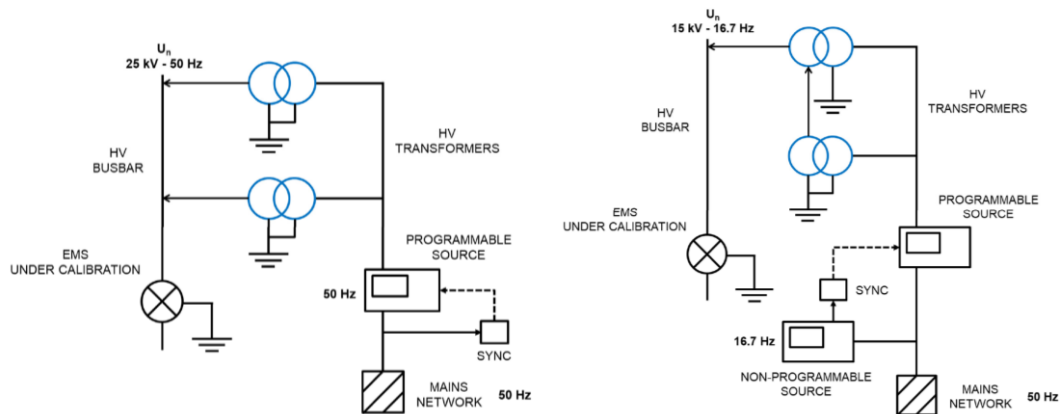 Uₙ
25 kV - 50 Hz
HV
BUSBAR
HV
TRANSFORMERS
EMS
UNDER CALIBRATION
PROGRAMMABLE
SOURCE
50 Hz
SYNC
MAINS
NETWORK
50 Hz
Uₙ
15 kV - 16.7 Hz
HV
BUSBAR
HV
TRANSFORMERS
PROGRAMMABLE
SOURCE
EMS
UNDER CALIBRATION
SYNC
16.7 Hz
NON-PROGRAMMABLE
SOURCE
MAINS
NETWORK
50 Hz